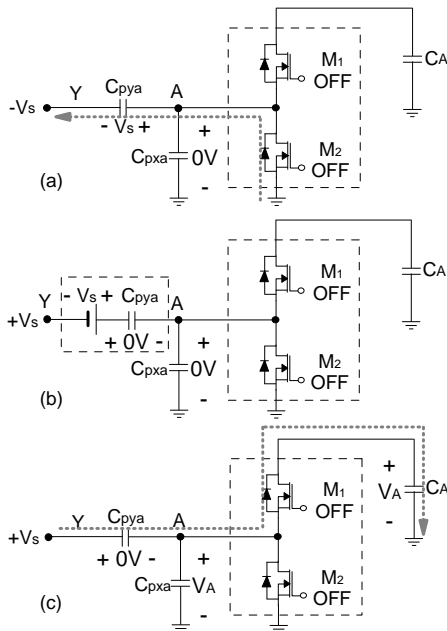 M1
OFF
CA
Y
Cpya
A
-Vs
- Vs +
+
Cpxa
0V
-
M2
OFF
(a)
- Vs +
Cpya
Y
A
+Vs
+ 0V -
M1
OFF
CA
+
Cpxa
0V
-
M2
OFF
(b)
Y
Cpya
A
+Vs
+ 0V -
M1
OFF
+
VA
-
CA
+
Cpxa
VA
-
M2
OFF
(c)